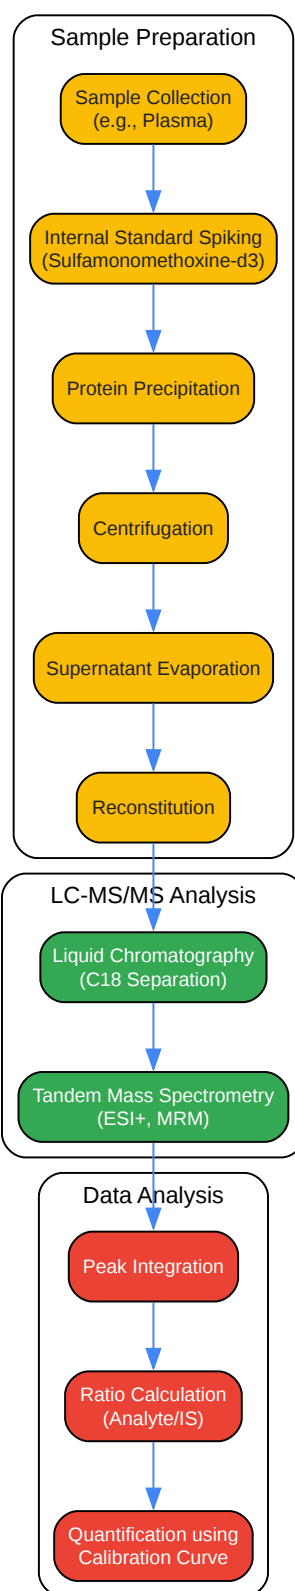 Sample Preparation
Sample Collection
(e.g., Plasma)
Internal Standard Spiking
(Sulfamonomethoxine-d3)
Protein Precipitation
Centrifugation
Supernatant Evaporation
Reconstitution
LC-MS/MS Analysis
Liquid Chromatography
(C18 Separation)
Tandem Mass Spectrometry
(ESI+, MRM)
Data Analysis
Peak Integration
Ratio Calculation
(Analyte/IS)
Quantification using
Calibration Curve